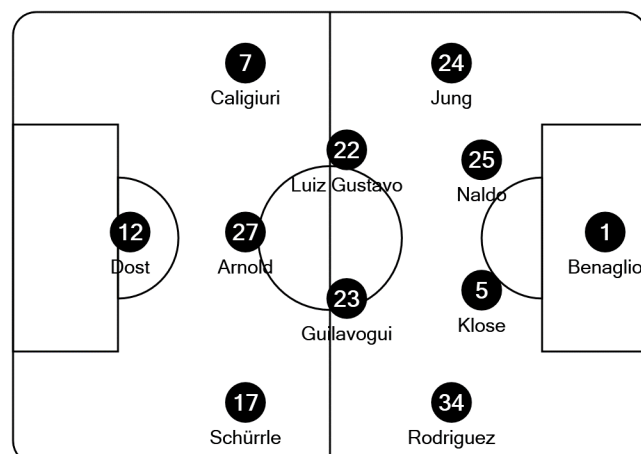 7
Caligiuri
24
Jung
22
Luiz Gustavo
25
Naldo
12
Dost
27
Arnold
1
Benaglio
23
Guilavogui
5
Klose
17
Schürrle
34
Rodriguez